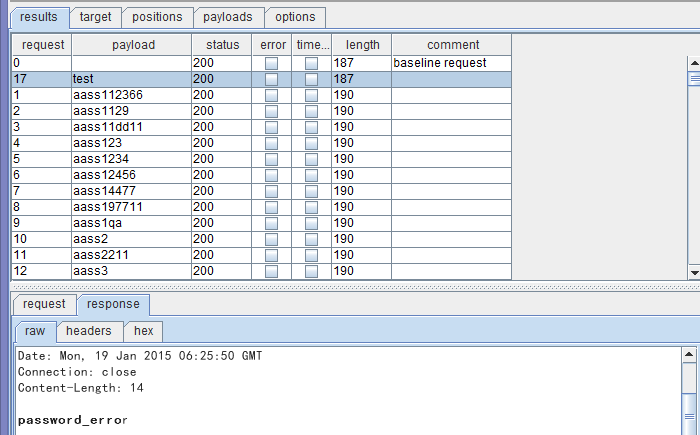 results target positions payloads options
request payload status error time... length comment
0 200 187 baseline request
17 test 200 187
1 aass112366 200 190
2 aass1129 200 190
3 aass11dd11 200 190
4 aass123 200 190
5 aass1234 200 190
6 aass12456 200 190
7 aass14477 200 190
8 aass197711 200 190
9 aass1qa 200 190
10 aass2 200 190
11 aass2211 200 190
12 aass3 200 190
request response
raw headers hex
Date: Mon, 19 Jan 2015 06:25:50 GMT
Connection: close
Content-Length: 14
password_error